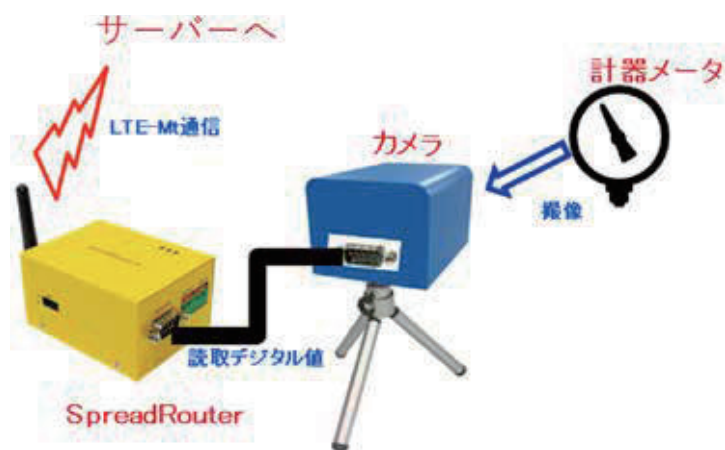 サーバーへ
LTE-Mt通信
計器メータ
カメラ
撮像
読取デジタル値
SpreadRouter